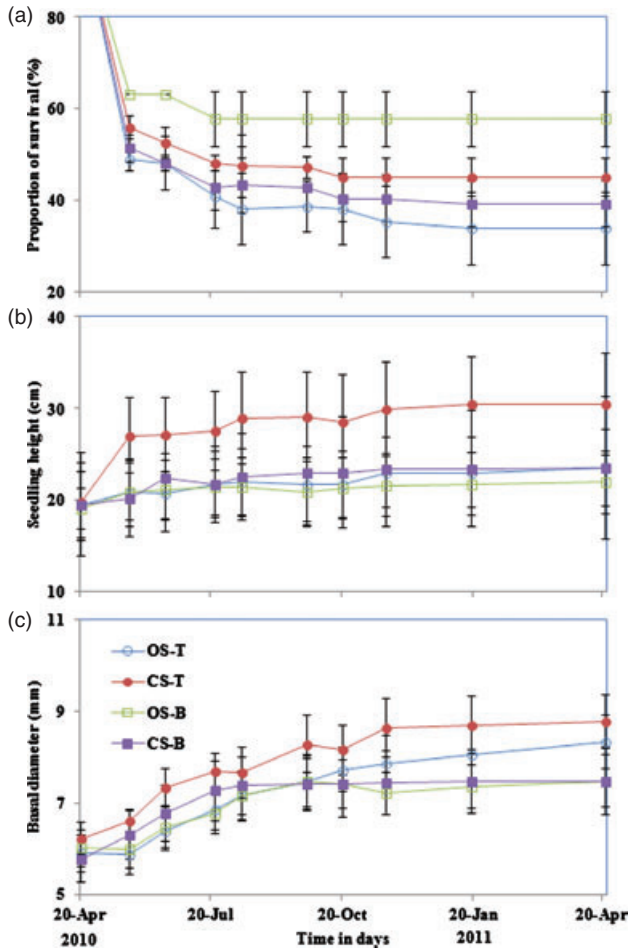 (a)
80
60
40
20
Proportion of survival (%)
(b)
40
30
20
10
Seedling height (cm)
(c)
11
9
7
5
Basal diameter (mm)
OS-T
CS-T
OS-B
CS-B
20-Apr 20-Jul 20-Oct 20-Jan 20-Apr
2010 Time in days 2011